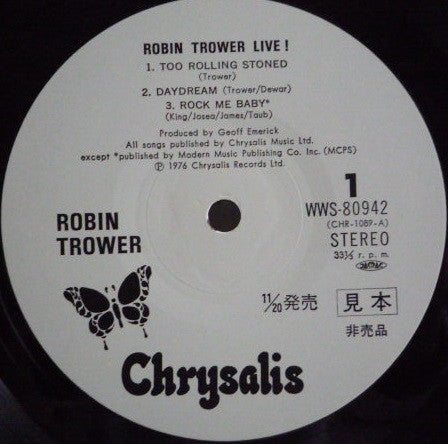 ROBIN TROWER LIVE!
1. TOO ROLLING STONED
(Trower)
2. DAYDREAM (Trower/Dewar)
3. ROCK ME BABY*
(King/Josea/James/Taub)
Produced by Geoff Emerick
All songs published by Chrysalis Music Ltd.
except *published by Modern Music Publishing Co. Inc. (MCPS)
Ⓟ 1976 Chrysalis Records Ltd.
1
WWS-80942
(CHR-1089-A)
STEREO
33⅓ r. p. m.
ROBIN
TROWER
11/20発売
見本
非売品
Chrysalis